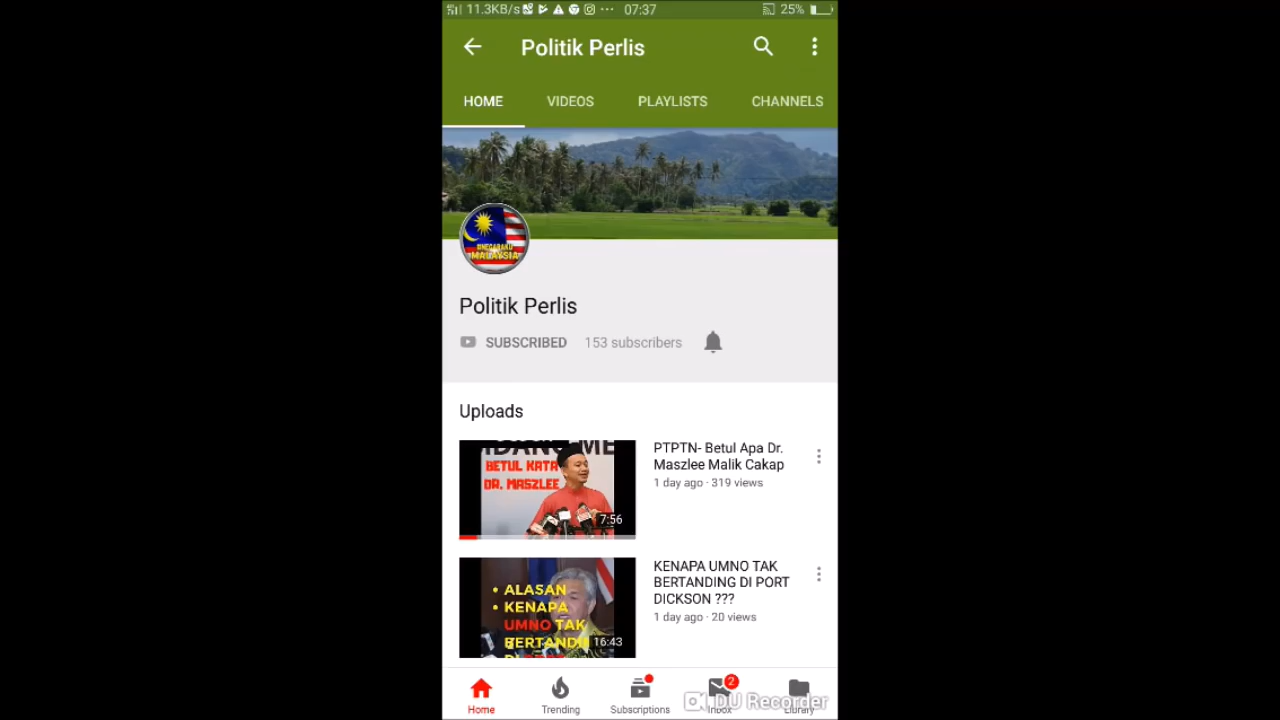 11.3KB/s ··· 07:37 25%
Politik Perlis
HOME VIDEOS PLAYLISTS CHANNELS
#NEGARAKU
MALAYSIA
Politik Perlis
SUBSCRIBED 153 subscribers
Uploads
BETUL KATA
DR. MASZLEE
7:56
PTPTN- Betul Apa Dr.
Maszlee Malik Cakap
1 day ago · 319 views
• ALASAN
• KENAPA
UMNO TAK
16:43
KENAPA UMNO TAK
BERTANDING DI PORT
DICKSON ???
1 day ago · 20 views
Home Trending Subscriptions 2 Inbox Library
DU Recorder